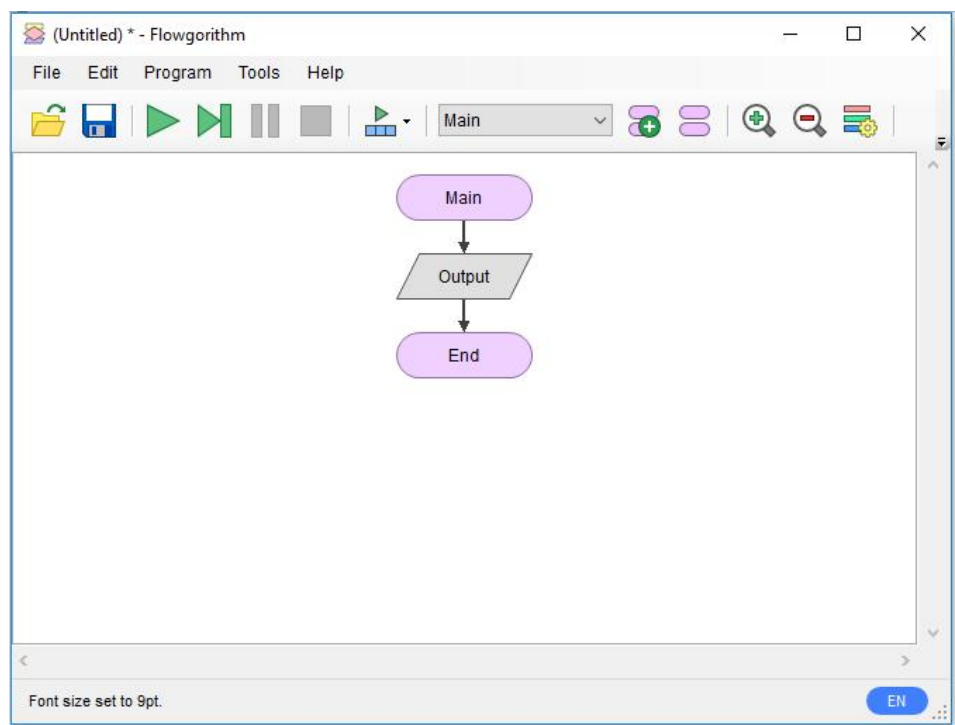 (Untitled) * - Flowgorithm
File Edit Program Tools Help
Main
Main
Output
End
Font size set to 9pt.
EN